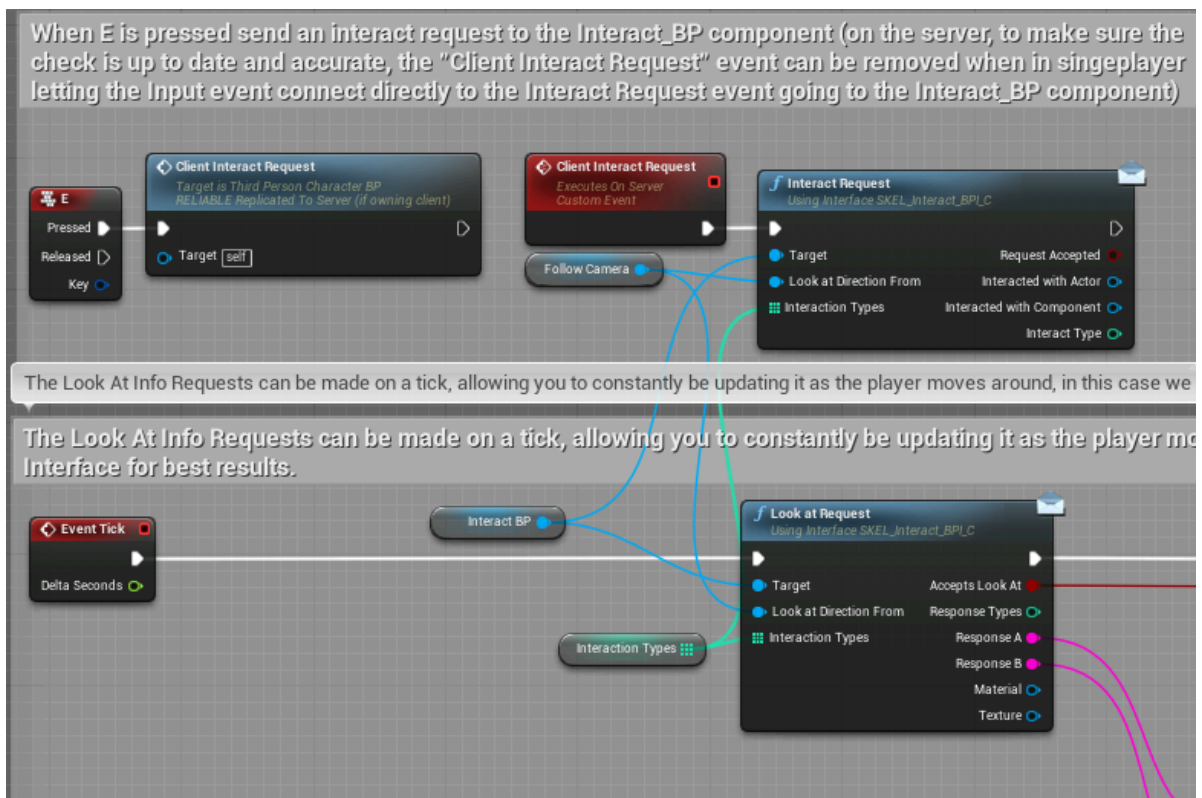 When E is pressed send an interact request to the Interact_BP component (on the server, to make sure the
check is up to date and accurate, the "Client Interact Request" event can be removed when in singeplayer
letting the Input event connect directly to the Interact Request event going to the Interact_BP component)
E
Pressed
Released
Key
Client Interact Request
Target is Third Person Character BP
RELIABLE Replicated To Server (if owning client)
Target self
Client Interact Request
Executes On Server
Custom Event
Follow Camera
Interact Request
Using Interface SKEL_Interact_BPI_C
Target
Request Accepted
Look at Direction From
Interacted with Actor
Interaction Types
Interacted with Component
Interact Type
The Look At Info Requests can be made on a tick, allowing you to constantly be updating it as the player moves around, in this case we
The Look At Info Requests can be made on a tick, allowing you to constantly be updating it as the player mo
Interface for best results.
Event Tick
Delta Seconds
Interact BP
Interaction Types
Look at Request
Using Interface SKEL_Interact_BPI_C
Target
Accepts Look At
Look at Direction From
Response Types
Interaction Types
Response A
Response B
Material
Texture